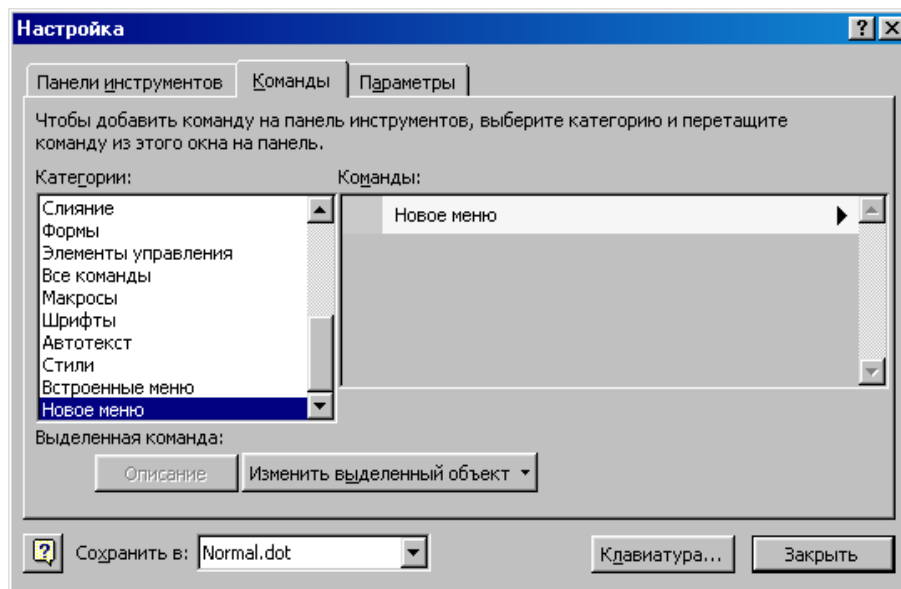 Настройка
Панели инструментов
Команды
Параметры
Чтобы добавить команду на панель инструментов, выберите категорию и перетащите
команду из этого окна на панель.
Категории:
Команды:
Слияние
Формы
Элементы управления
Все команды
Макросы
Шрифты
Автотекст
Стили
Встроенные меню
Новое меню
Новое меню
Выделенная команда:
Описание
Изменить выделенный объект
Сохранить в:
Normal.dot
Клавиатура...
Закрыть